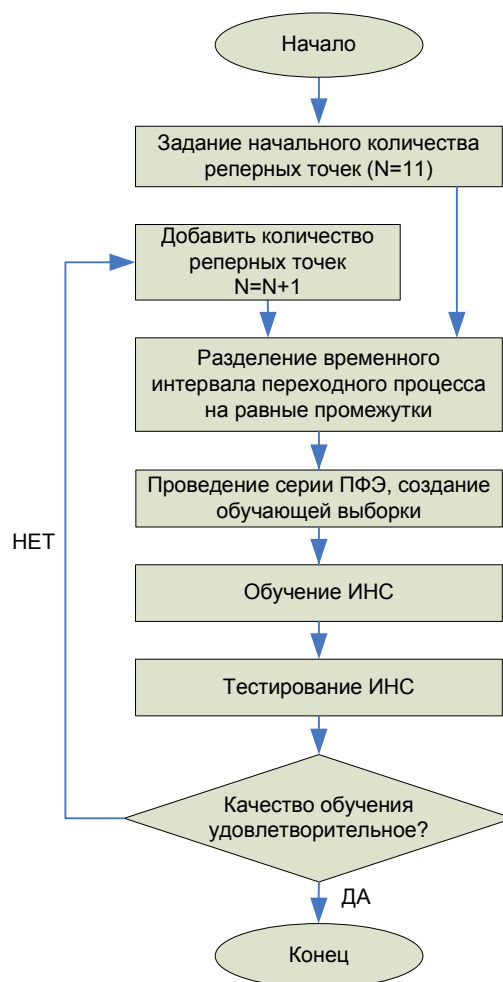 Начало
Задание начального количества
реперных точек (N=11)
Добавить количество
реперных точек
N=N+1
Разделение временного
интервала переходного процесса
на равные промежутки
Проведение серии ПФЭ, создание
обучающей выборки
НЕТ
Обучение ИНС
Тестирование ИНС
Качество обучения
удовлетворительное?
ДА
Конец